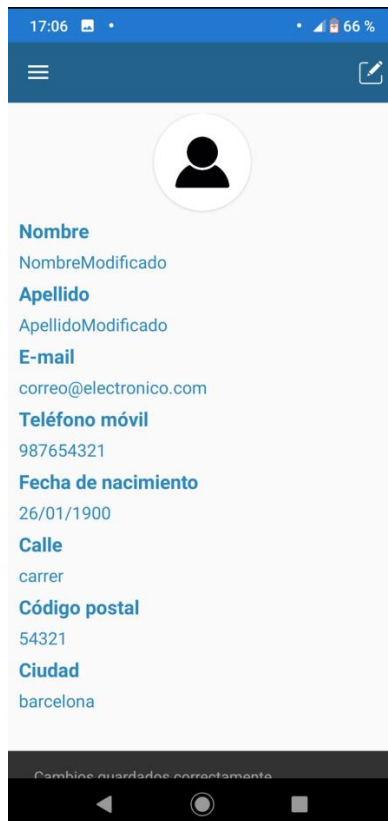 17:06
66 %
Nombre
NombreModificado
Apellido
ApellidoModificado
E-mail
correo@electronico.com
Teléfono móvil
987654321
Fecha de nacimiento
26/01/1900
Calle
carrer
Código postal
54321
Ciudad
barcelona
Cambios guardados correctamente